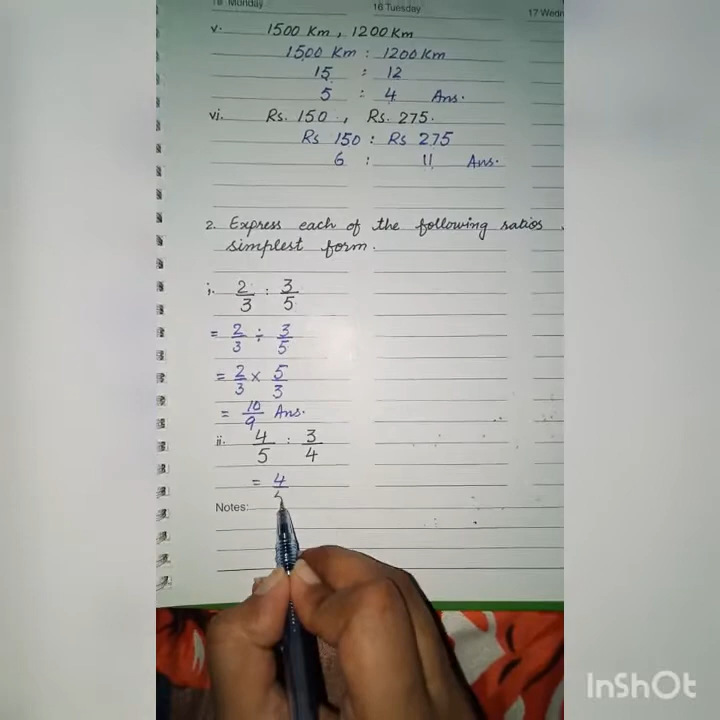 Monday
16 Tuesday
17 Wedn
v. 1500 Km, 1200 Km
1500 Km : 1200 Km
15 : 12
5 : 4 Ans.
vi. Rs. 150, Rs. 275.
Rs 150 : Rs 275
6 : 11 Ans.
2. Express each of the following ratios
simplest form.
i. 2/3 : 3/5
= 2/3 ÷ 3/5
= 2/3 × 5/3
= 10/9 Ans.
ii. 4/5 : 3/4
= 4
Notes:
InShOt